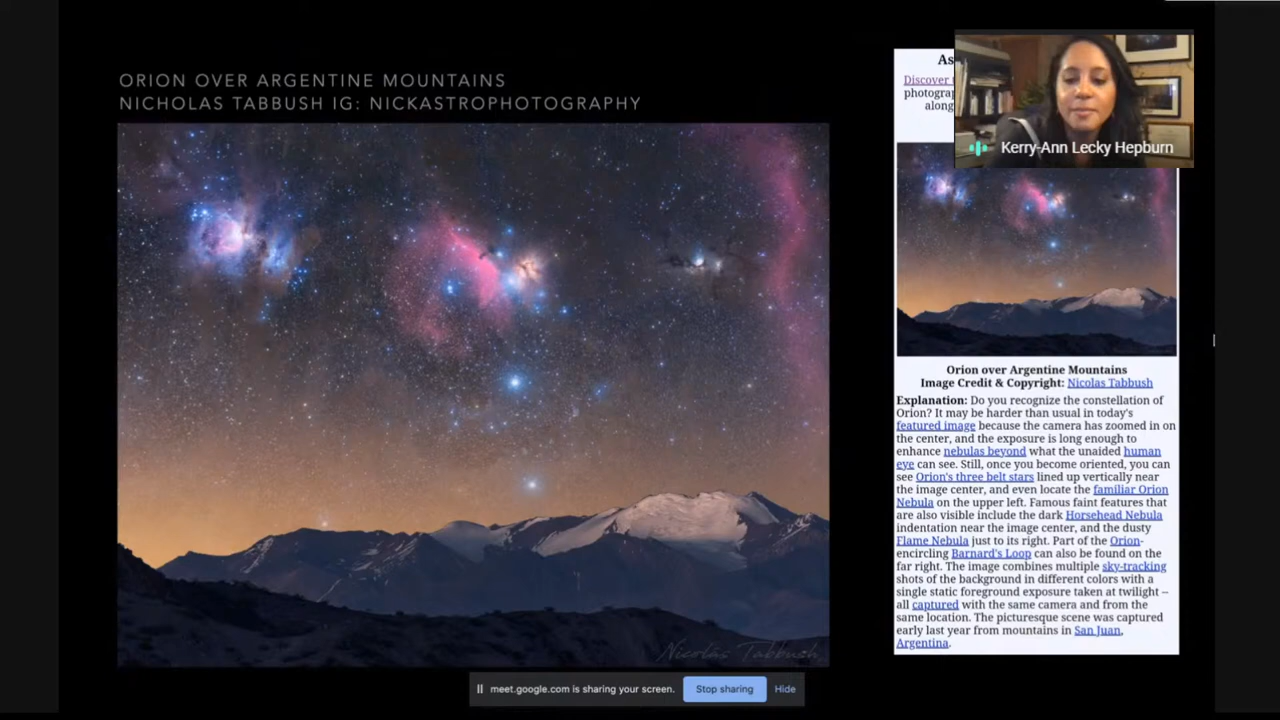 ORION OVER ARGENTINE MOUNTAINS
NICHOLAS TABBUSH IG: NICKASTROPHOTOGRAPHY
As
Discover
photograp
along
Kerry-Ann Lecky Hepburn
Orion over Argentine Mountains
Image Credit & Copyright: Nicolas Tabbush
Explanation: Do you recognize the constellation of
Orion? It may be harder than usual in today's
featured image because the camera has zoomed in on
the center, and the exposure is long enough to
enhance nebulas beyond what the unaided human
eye can see. Still, once you become oriented, you can
see Orion's three belt stars lined up vertically near
the image center, and even locate the familiar Orion
Nebula on the upper left. Famous faint features that
are also visible include the dark Horsehead Nebula
indentation near the image center, and the dusty
Flame Nebula just to its right. Part of the Orion-
encircling Barnard's Loop can also be found on the
far right. The image combines multiple sky-tracking
shots of the background in different colors with a
single static foreground exposure taken at twilight --
all captured with the same camera and from the
same location. The picturesque scene was captured
early last year from mountains in San Juan,
Argentina.
Nicolás Tabbush
meet.google.com is sharing your screen.
Stop sharing
Hide